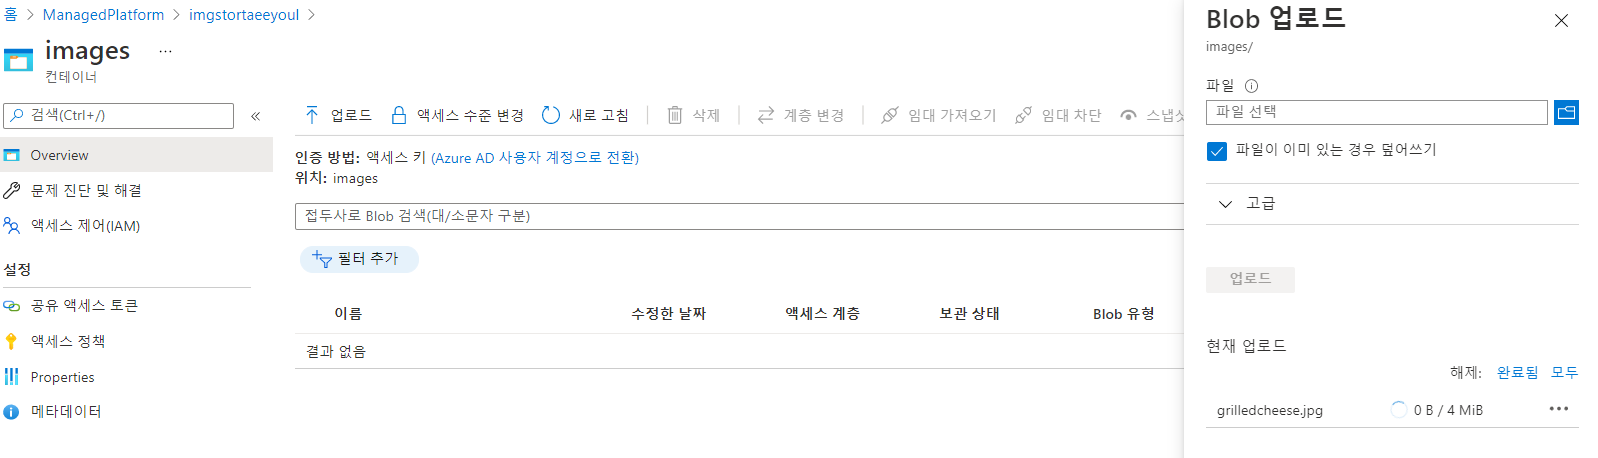 홈 > ManagedPlatform > imgstortaeeyoul >
images ...
컨테이너
검색(Ctrl+/)
«
Overview
문제 진단 및 해결
액세스 제어(IAM)
설정
공유 액세스 토큰
액세스 정책
Properties
메타데이터
업로드 액세스 수준 변경 새로 고침 삭제 계층 변경 임대 가져오기 임대 차단
인증 방법: 액세스 키 (Azure AD 사용자 계정으로 전환)
위치: images
접두사로 Blob 검색(대/소문자 구분)
필터 추가
이름 수정한 날짜 액세스 계층 보관 상태 Blob 유형
결과 없음
Blob 업로드
images/
파일
파일 선택
파일이 이미 있는 경우 덮어쓰기
고급
업로드
현재 업로드
해제: 완료됨 모두
grilledcheese.jpg 0 B / 4 MiB ...